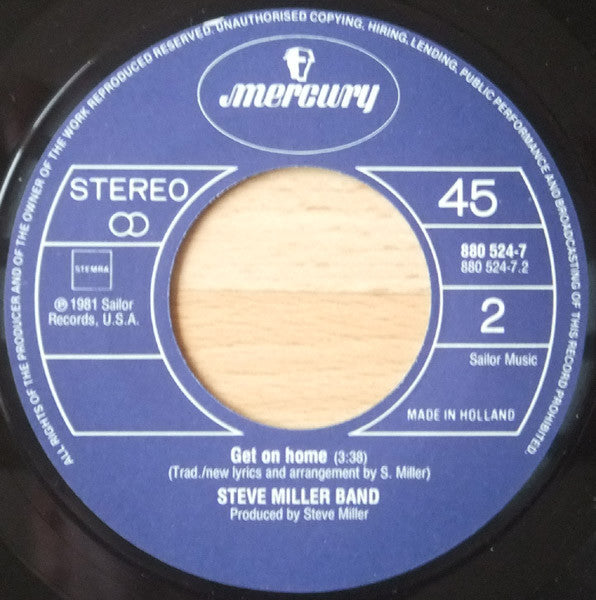 ALL RIGHTS OF THE PRODUCER AND OF THE OWNER OF THE WORK REPRODUCED RESERVED. UNAUTHORISED COPYING, HIRING, LENDING, PUBLIC PERFORMANCE AND BROADCASTING OF THIS RECORD PROHIBITED.
mercury
STEREO
45
STEMRA
880 524-7
880 524-7.2
℗ 1981 Sailor
Records, U.S.A.
2
Sailor Music
MADE IN HOLLAND
Get on home (3:38)
(Trad./new lyrics and arrangement by S. Miller)
STEVE MILLER BAND
Produced by Steve Miller